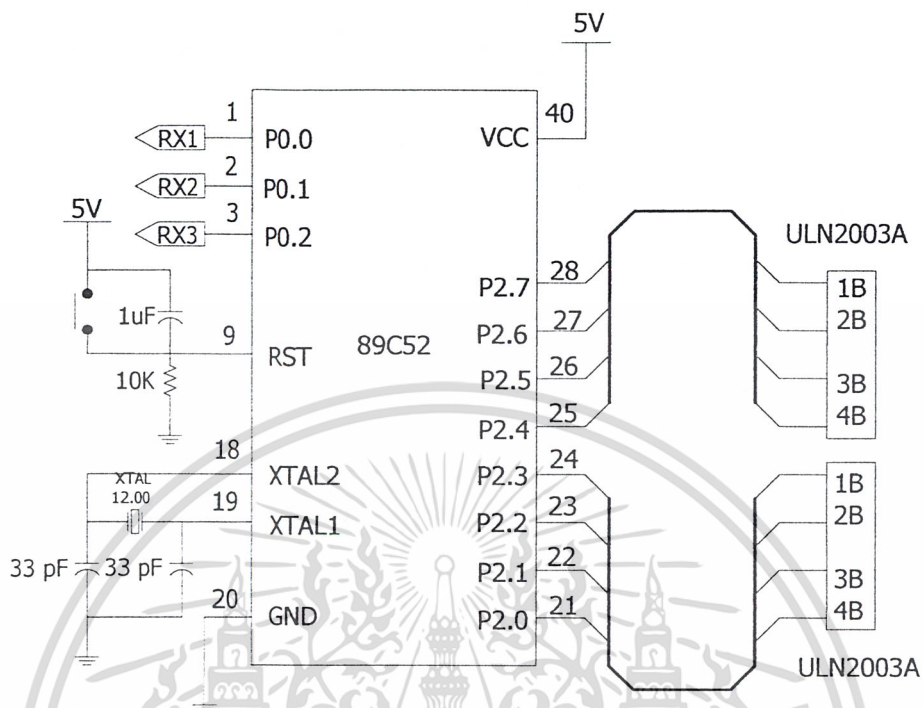 5V
1
RX1
P0.0
2
RX2
P0.1
3
RX3
P0.2
5V
1uF
9
RST
10K
18
XTAL2
XTAL
12.00
19
XTAL1
33 pF
33 pF
20
GND
89C52
40
VCC
P2.7
28
P2.6
27
P2.5
26
P2.4
25
P2.3
24
P2.2
23
P2.1
22
P2.0
21
ULN2003A
1B
2B
3B
4B
1B
2B
3B
4B
ULN2003A